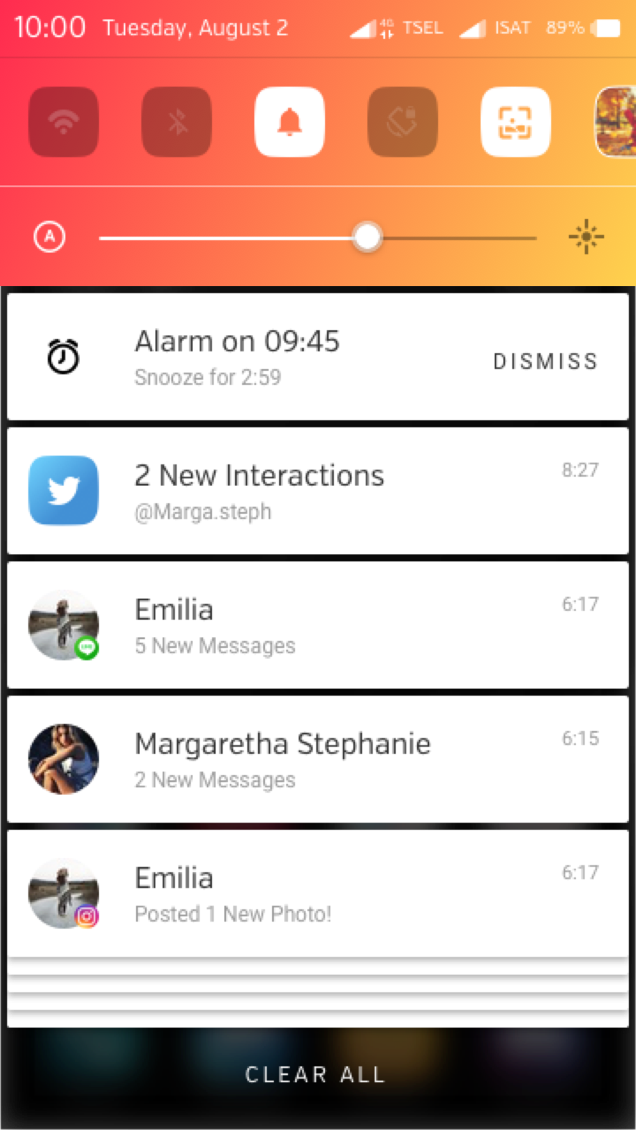 10:00 Tuesday, August 2 4G TSEL ISAT 89%
A
Alarm on 09:45
Snooze for 2:59
DISMISS
2 New Interactions
8:27
@Marga.steph
Emilia
6:17
5 New Messages
LINE
Margaretha Stephanie
6:15
2 New Messages
Emilia
6:17
Posted 1 New Photo!
CLEAR ALL